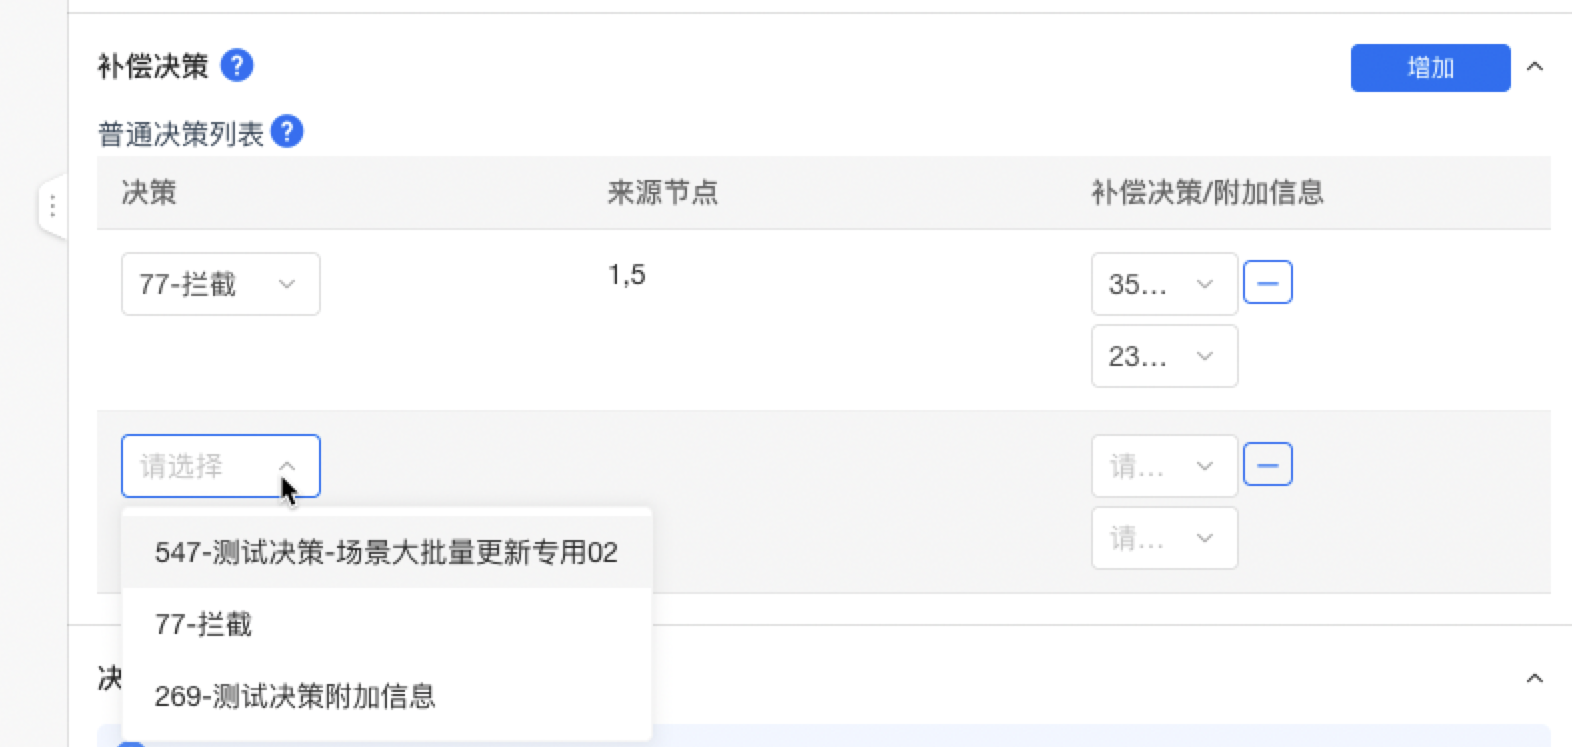 补偿决策 ?
增加
普通决策列表 ?
决策 来源节点 补偿决策/附加信息
77-拦截 1,5 35...
23...
请选择 请...
请...
547-测试决策-场景大批量更新专用02
77-拦截
决
269-测试决策附加信息